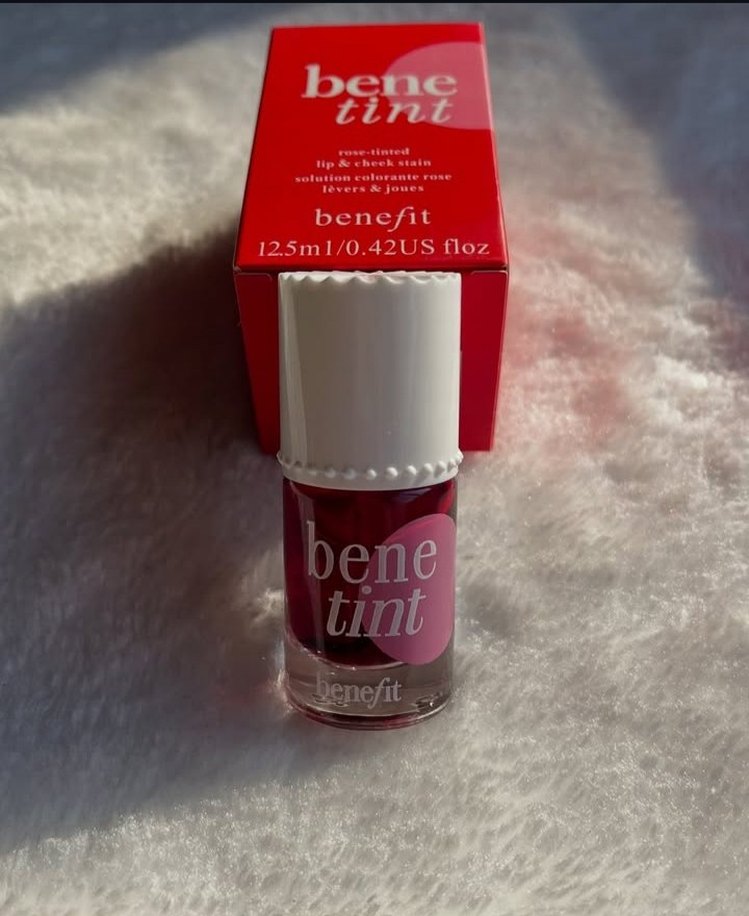 bene
tint
rose-tinted
lip & cheek stain
solution colorante rose
lèvers & joues
benefit
12.5ml/0.42US floz
bene
tint
benefit